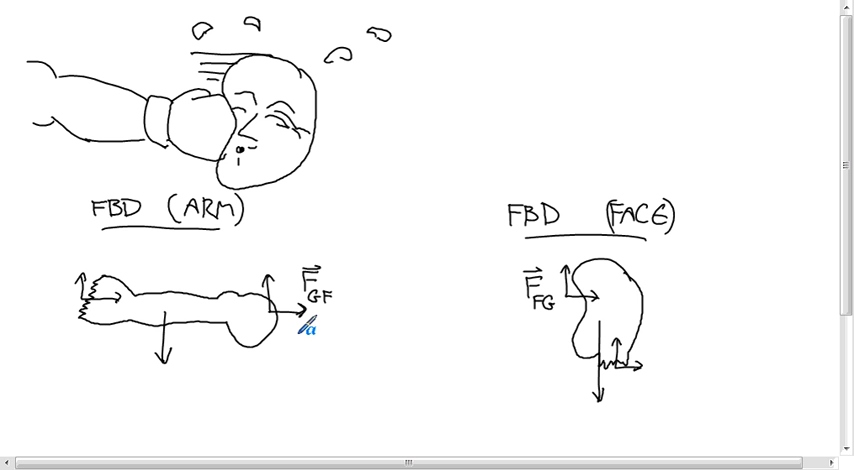 FBD (ARM)
FBD (FACE)
F GF
F FG
a